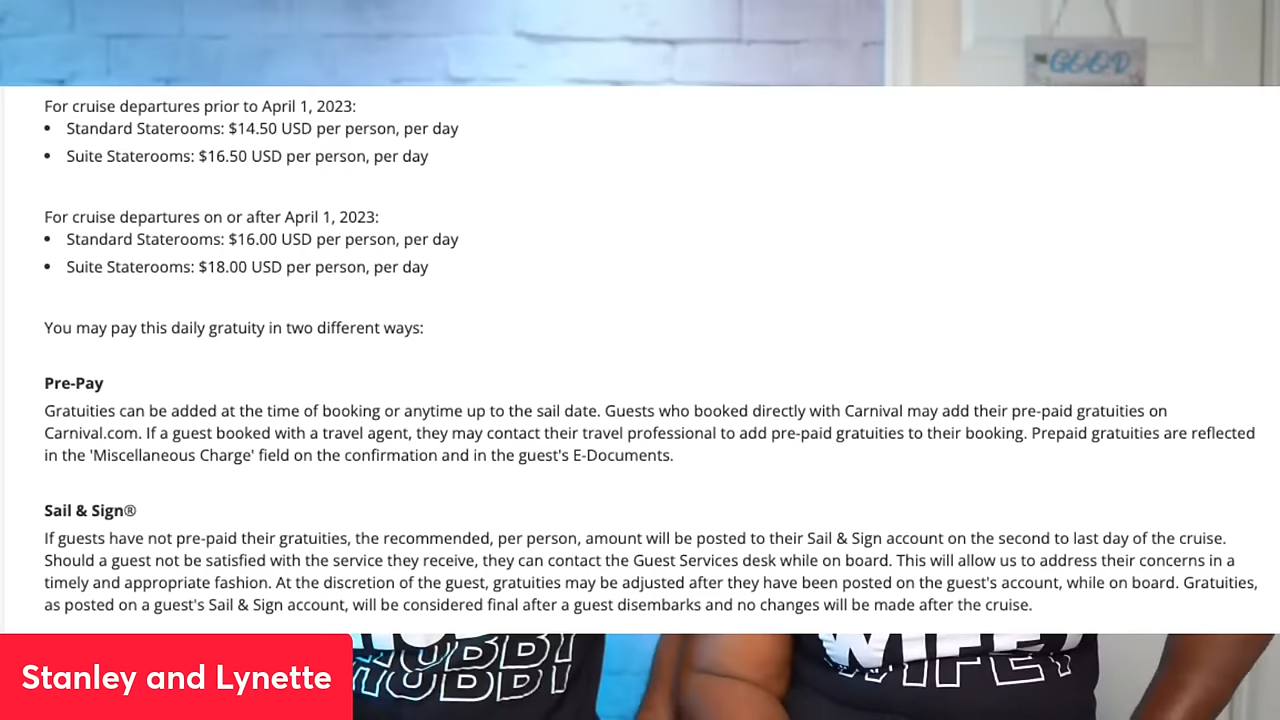 GOOD
For cruise departures prior to April 1, 2023:
• Standard Staterooms: $14.50 USD per person, per day
• Suite Staterooms: $16.50 USD per person, per day
For cruise departures on or after April 1, 2023:
• Standard Staterooms: $16.00 USD per person, per day
• Suite Staterooms: $18.00 USD per person, per day
You may pay this daily gratuity in two different ways:
Pre-Pay
Gratuities can be added at the time of booking or anytime up to the sail date. Guests who booked directly with Carnival may add their pre-paid gratuities on
Carnival.com. If a guest booked with a travel agent, they may contact their travel professional to add pre-paid gratuities to their booking. Prepaid gratuities are reflected
in the 'Miscellaneous Charge' field on the confirmation and in the guest's E-Documents.
Sail & Sign®
If guests have not pre-paid their gratuities, the recommended, per person, amount will be posted to their Sail & Sign account on the second to last day of the cruise.
Should a guest not be satisfied with the service they receive, they can contact the Guest Services desk while on board. This will allow us to address their concerns in a
timely and appropriate fashion. At the discretion of the guest, gratuities may be adjusted after they have been posted on the guest's account, while on board. Gratuities,
as posted on a guest's Sail & Sign account, will be considered final after a guest disembarks and no changes will be made after the cruise.
HUBBY WIFEY
HUBBY WIFEY
Stanley and Lynette